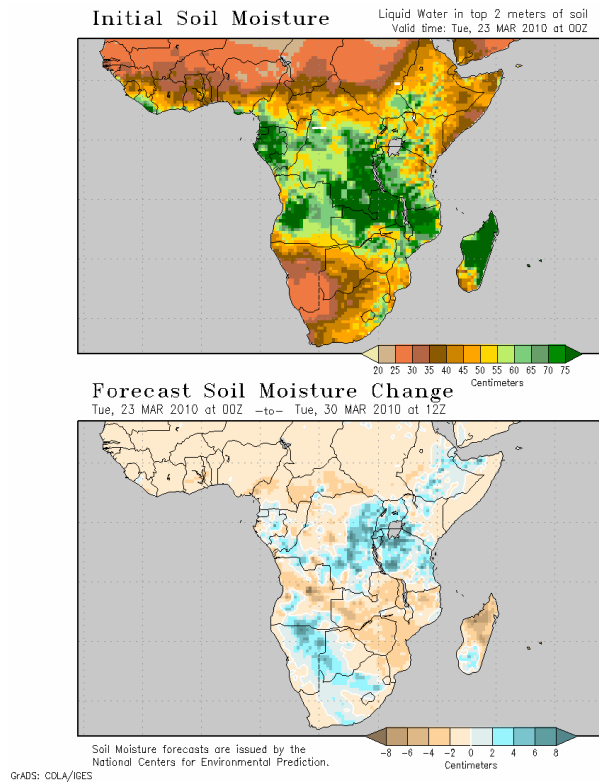 Initial Soil Moisture
Liquid Water in top 2 meters of soil
Valid time: Tue, 23 MAR 2010 at 00Z
20 25 30 35 40 45 50 55 60 65 70 75
Centimeters
Forecast Soil Moisture Change
Tue, 23 MAR 2010 at 00Z -to- Tue, 30 MAR 2010 at 12Z
Soil Moisture forecasts are issued by the
National Centers for Environmental Prediction.
-8 -6 -4 -2 0 2 4 6 8
Centimeters
GrADS: COLA/IGES